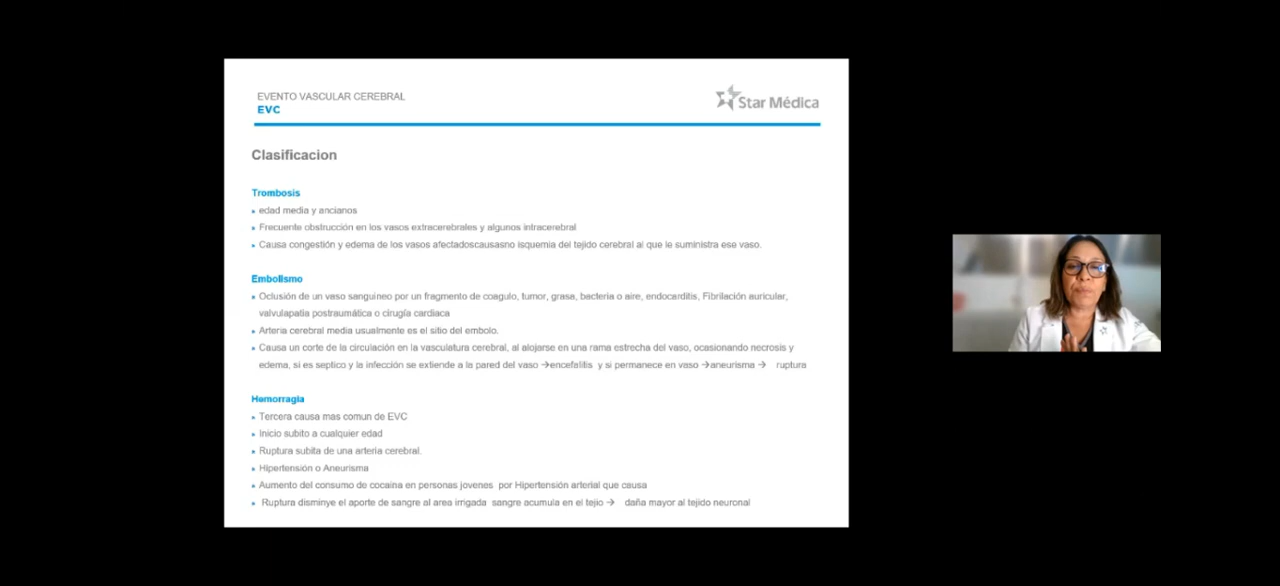 EVENTO VASCULAR CEREBRAL
EVC
Star Médica
Clasificacion
Trombosis
edad media y ancianos
Frecuente obstrucción en los vasos extracerebrales y algunos intracerebral
Causa congestión y edema de los vasos afectadoscausasno isquemia del tejido cerebral al que le suministra ese vaso.
Embolismo
Oclusión de un vaso sanguíneo por un fragmento de coagulo, tumor, grasa, bacteria o aire, endocarditis, Fibrilación auricular,
valvulapatia postraumática o cirugía cardiaca
Arteria cerebral media usualmente es el sitio del embolo.
Causa un corte de la circulación en la vasculatura cerebral, al alojarse en una rama estrecha del vaso, ocasionando necrosis y
edema, si es septico y la infección se extiende a la pared del vaso →encefalitis y si permanece en vaso →aneurisma → ruptura
Hemorragia
Tercera causa mas comun de EVC
Inicio subito a cualquier edad
Ruptura subita de una arteria cerebral.
Hipertensión o Aneurisma
Aumento del consumo de cocaina en personas jovenes por Hipertensión arterial que causa
Ruptura disminye el aporte de sangre al area irrigada sangre acumula en el tejio → daña mayor al tejido neuronal